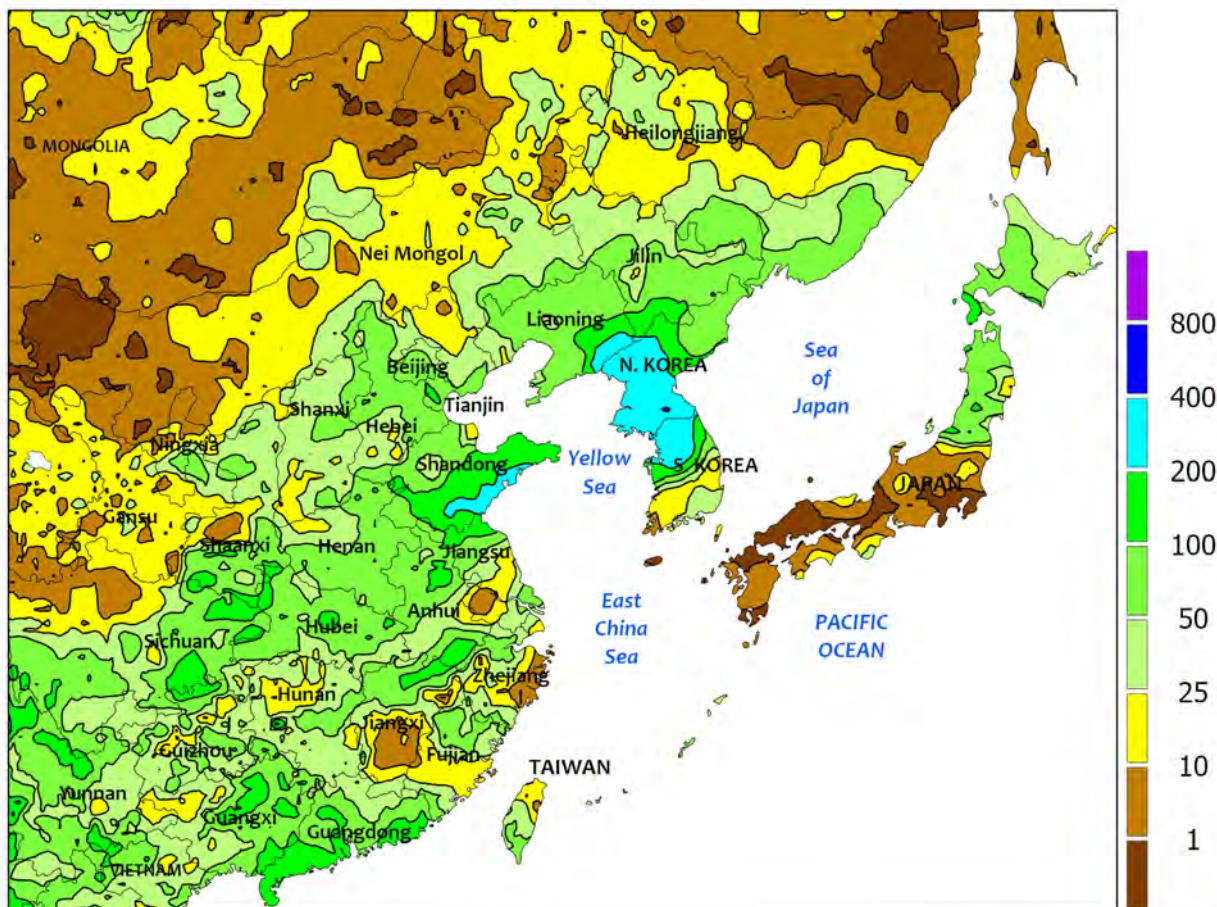 Heilongjiang
MONGOLIA
Nei Mongol
Jilin
Liaoning
800
Beijing
N. KOREA
Sea
of
Japan
400
Shanxi
Tianjin
Hebei
Ningxia
Shandong
Yellow
Sea
S. KOREA
200
JAPAN
Gansu
Shaanxi
Henan
Jiangsu
100
Anhui
East
China
Sea
PACIFIC
OCEAN
50
Sichuan
Hubei
Zhejiang
Hunan
25
Jiangxi
Guizhou
Fujian
TAIWAN
10
Yunnan
Guangxi
Guangdong
1
VIETNAM